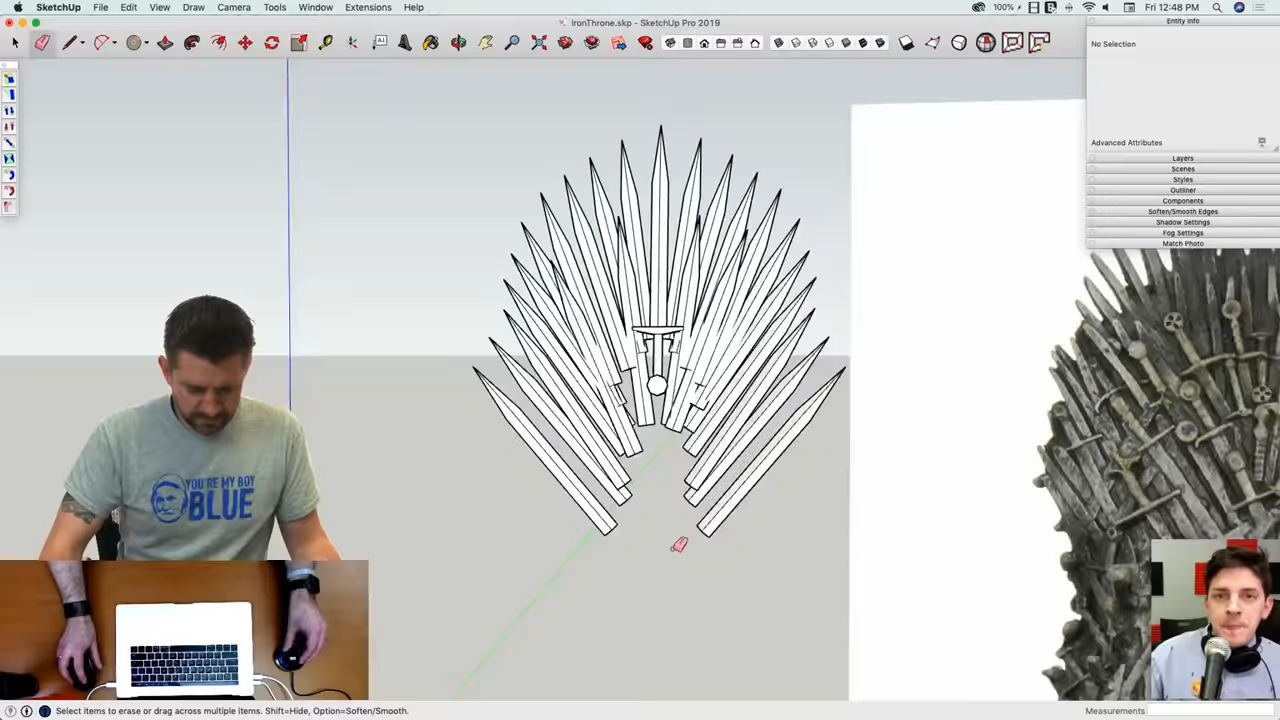 SketchUp File Edit View Draw Camera Tools Window Extensions Help 100% Fri 12:48 PM
IronThrone.skp - SketchUp Pro 2019
Entity Info
No Selection
Advanced Attributes
Layers
Scenes
Styles
Outliner
Components
Soften/Smooth Edges
Shadow Settings
Fog Settings
Match Photo
YOU'RE MY BOY
BLUE
Select items to erase or drag across multiple items. Shift=Hide, Option=Soften/Smooth.
Measurements